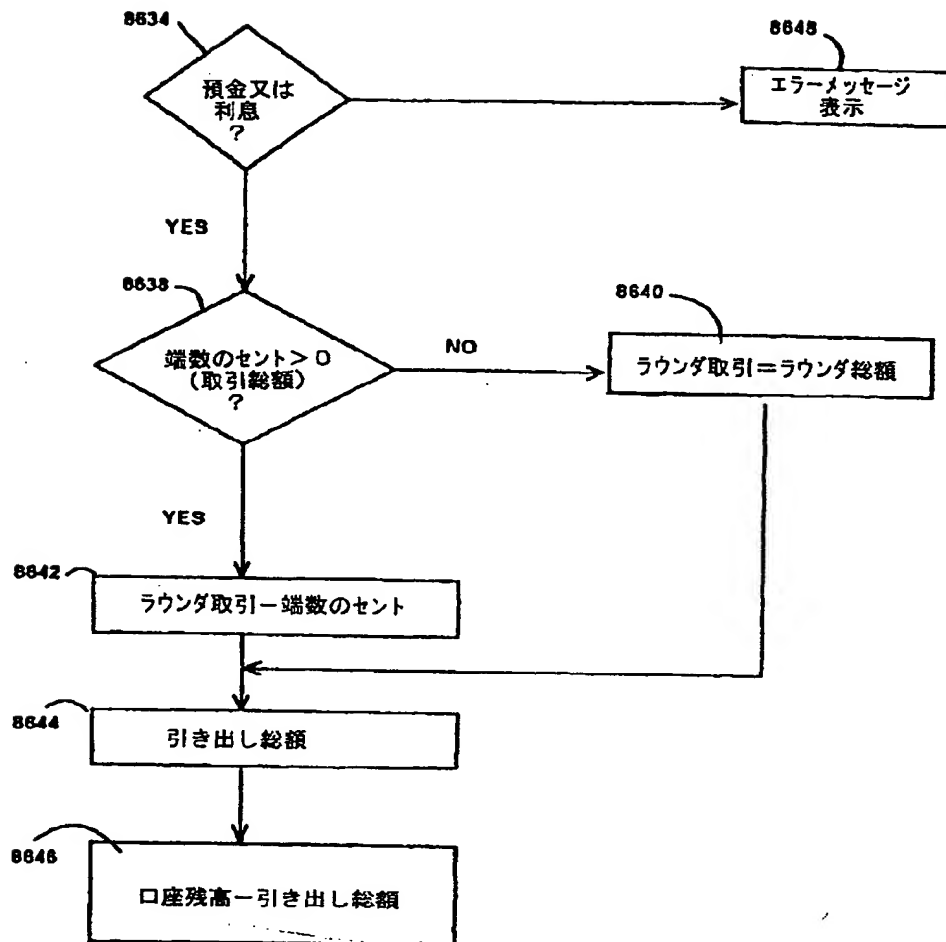 8634
預金又は
利息
?
8648
エラーメッセージ
表示
YES
8638
端数のセント>0
(取引総額)
?
NO
8640
ラウンダ取引=ラウンダ総額
YES
8642
ラウンダ取引-端数のセント
8644
引き出し総額
8646
口座残高-引き出し総額